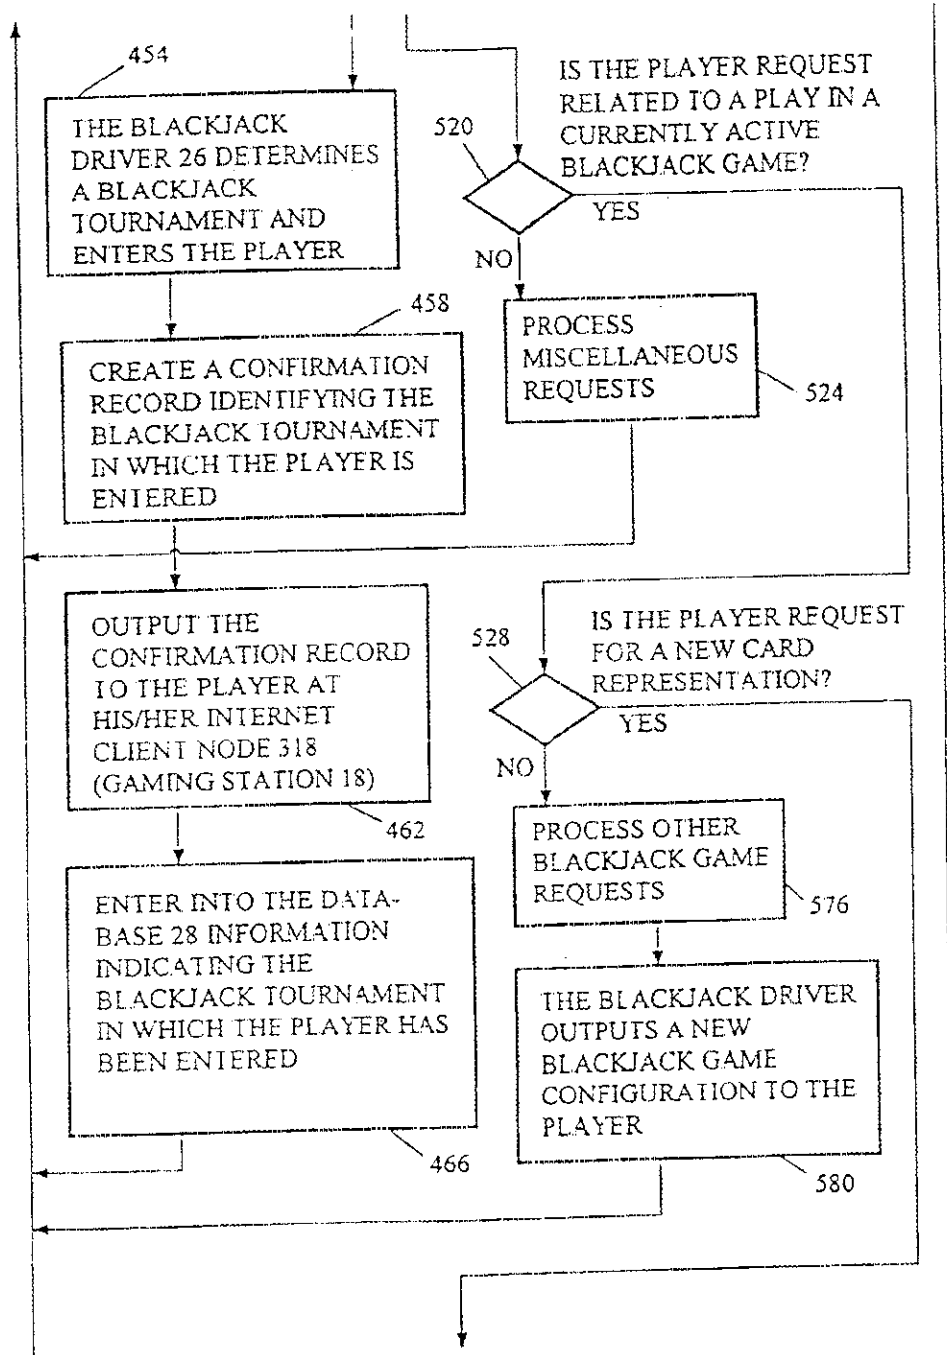 454
THE BLACKJACK
DRIVER 26 DETERMINES
A BLACKJACK
TOURNAMENT AND
ENTERS THE PLAYER
458
CREATE A CONFIRMATION
RECORD IDENTIFYING THE
BLACKJACK TOURNAMENT
IN WHICH THE PLAYER IS
ENTERED
OUTPUT THE
CONFIRMATION RECORD
TO THE PLAYER AT
HIS/HER INTERNET
CLIENT NODE 318
(GAMING STATION 18)
462
ENTER INTO THE DATA-
BASE 28 INFORMATION
INDICATING THE
BLACKJACK TOURNAMENT
IN WHICH THE PLAYER HAS
BEEN ENTERED
466
IS THE PLAYER REQUEST
RELATED TO A PLAY IN A
CURRENTLY ACTIVE
BLACKJACK GAME?
520
YES
NO
PROCESS
MISCELLANEOUS
REQUESTS
524
IS THE PLAYER REQUEST
FOR A NEW CARD
REPRESENTATION?
528
YES
NO
PROCESS OTHER
BLACKJACK GAME
REQUESTS
576
THE BLACKJACK DRIVER
OUTPUTS A NEW
BLACKJACK GAME
CONFIGURATION TO THE
PLAYER
580